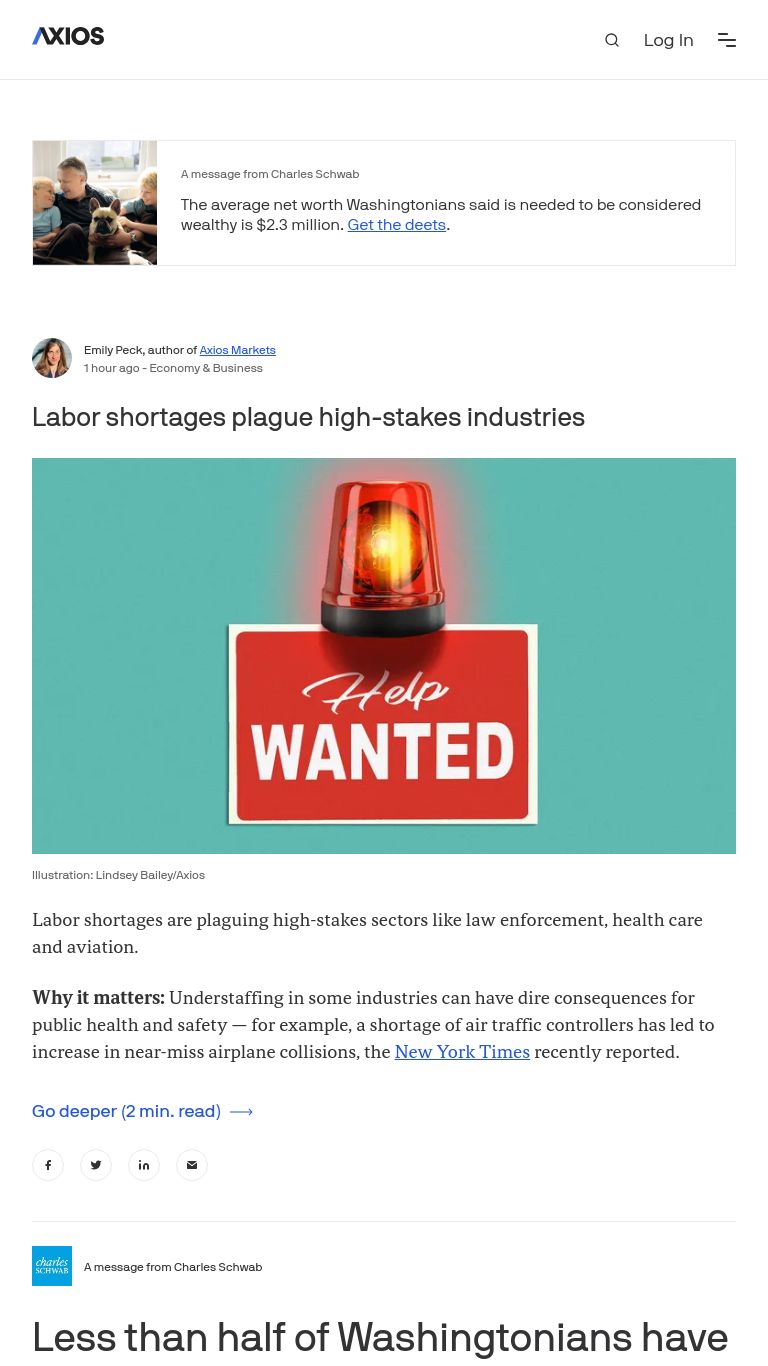 AXIOS
Log In
A message from Charles Schwab
The average net worth Washingtonians said is needed to be considered
wealthy is $2.3 million. Get the deets.
Emily Peck, author of Axios Markets
1 hour ago - Economy & Business
Labor shortages plague high-stakes industries
Help
WANTED
Illustration: Lindsey Bailey/Axios
Labor shortages are plaguing high-stakes sectors like law enforcement, health care
and aviation.
Why it matters: Understaffing in some industries can have dire consequences for
public health and safety — for example, a shortage of air traffic controllers has led to
increase in near-miss airplane collisions, the New York Times recently reported.
Go deeper (2 min. read)
charles
SCHWAB
A message from Charles Schwab
Less than half of Washingtonians have